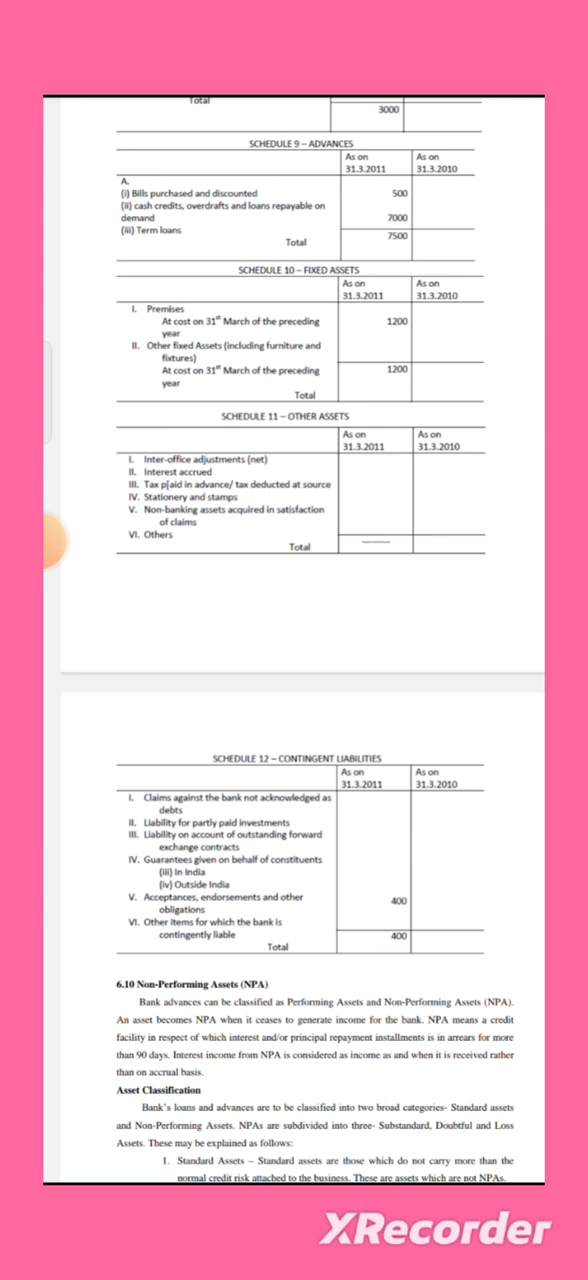 Total
3000
SCHEDULE 9 – ADVANCES
As on As on
31.3.2011 31.3.2010
A.
(i) Bills purchased and discounted 500
(ii) cash credits, overdrafts and loans repayable on
demand 7000
(iii) Term loans 7500
Total
SCHEDULE 10 – FIXED ASSETS
As on As on
31.3.2011 31.3.2010
I. Premises
At cost on 31st March of the preceding 1200
year
II. Other fixed Assets (including furniture and
fixtures)
At cost on 31st March of the preceding 1200
year
Total
SCHEDULE 11 – OTHER ASSETS
As on As on
31.3.2011 31.3.2010
I. Inter-office adjustments (net)
II. Interest accrued
III. Tax p[aid in advance/ tax deducted at source
IV. Stationery and stamps
V. Non-banking assets acquired in satisfaction
of claims
VI. Others ----------
Total
SCHEDULE 12 – CONTINGENT LIABILITIES
As on As on
31.3.2011 31.3.2010
I. Claims against the bank not acknowledged as
debts
II. Liability for partly paid investments
III. Liability on account of outstanding forward
exchange contracts
IV. Guarantees given on behalf of constituents
(iii) In India
(iv) Outside India
V. Acceptances, endorsements and other 400
obligations
VI. Other items for which the bank is
contingently liable 400
Total
6.10 Non-Performing Assets (NPA)
Bank advances can be classified as Performing Assets and Non-Performing Assets (NPA).
An asset becomes NPA when it ceases to generate income for the bank. NPA means a credit
facility in respect of which interest and/or principal repayment installments is in arrears for more
than 90 days. Interest income from NPA is considered as income as and when it is received rather
than on accrual basis.
Asset Classification
Bank's loans and advances are to be classified into two broad categories- Standard assets
and Non-Performing Assets. NPAs are subdivided into three- Substandard, Doubtful and Loss
Assets. These may be explained as follows:
1. Standard Assets – Standard assets are those which do not carry more than the
normal credit risk attached to the business. These are assets which are not NPAs.
XRecorder